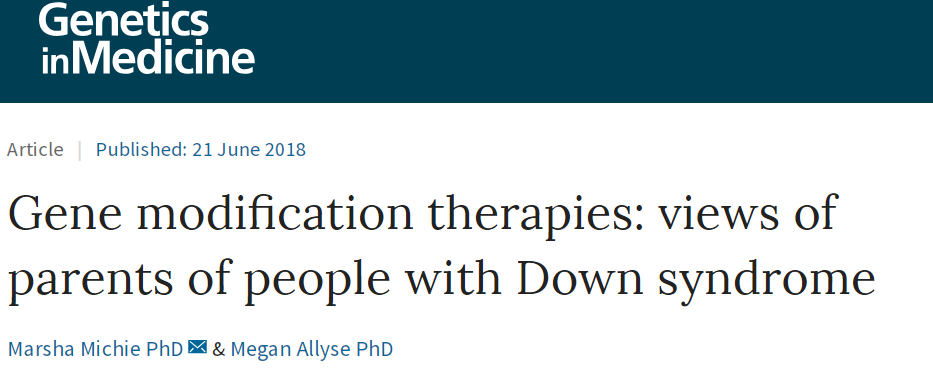 Genetics
inMedicine
Article | Published: 21 June 2018
Gene modification therapies: views of
parents of people with Down syndrome
Marsha Michie PhD & Megan Allyse PhD